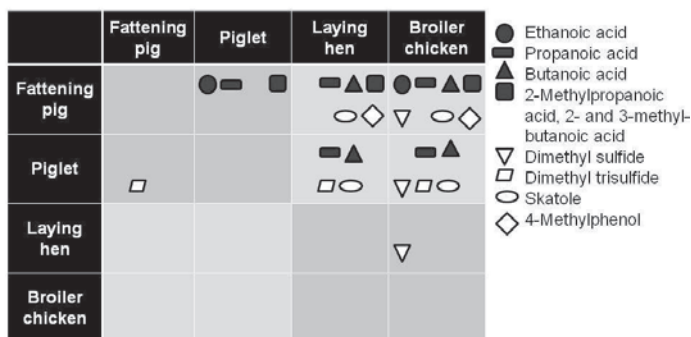 Fattening
pig
Piglet
Laying
hen
Broiler
chicken
Fattening
pig
Piglet
Laying
hen
Broiler
chicken
Ethanoic acid
Propanoic acid
Butanoic acid
2-Methylpropanoic
acid, 2- and 3-methyl-
butanoic acid
Dimethyl sulfide
Dimethyl trisulfide
Skatole
4-Methylphenol